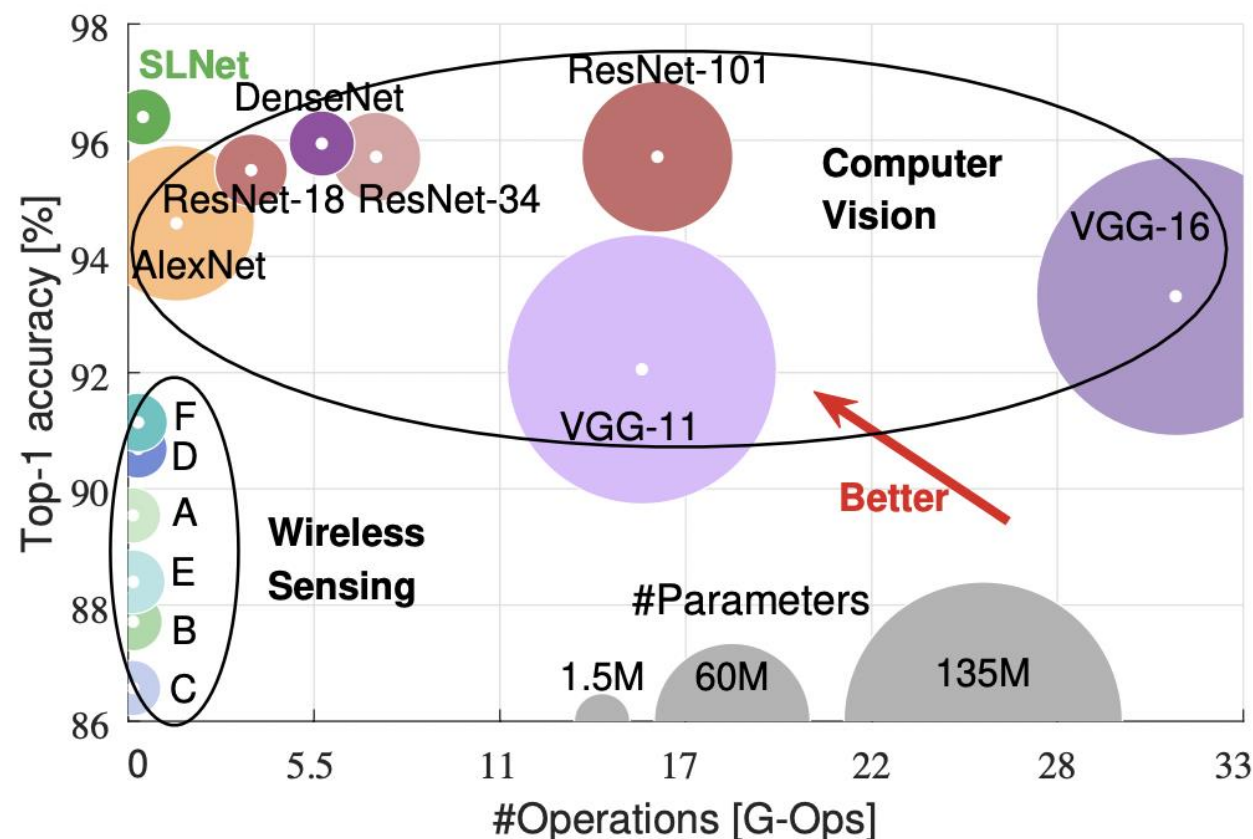 98
96
94
92
90
88
86
Top-1 accuracy [%]
SLNet
DenseNet
ResNet-101
ResNet-18
ResNet-34
AlexNet
Computer
Vision
VGG-16
VGG-11
Better
F
D
A
E
B
C
Wireless
Sensing
#Parameters
1.5M
60M
135M
0
5.5
11
17
22
28
33
#Operations [G-Ops]